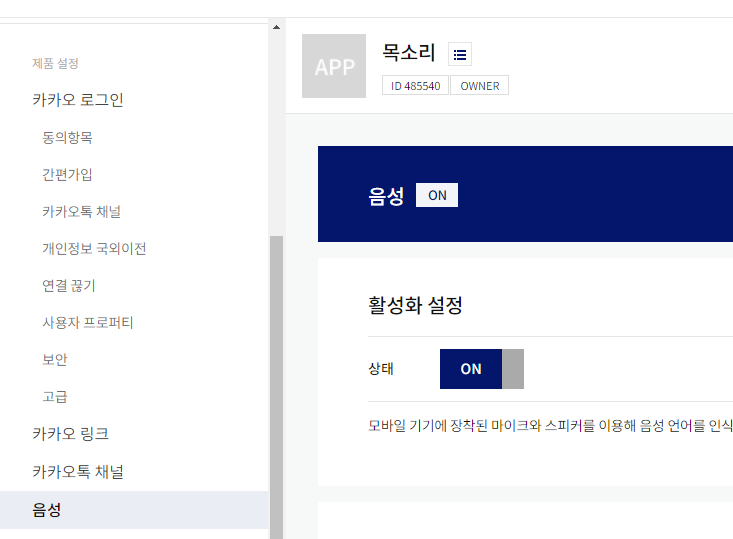 제품 설정
카카오 로그인
동의항목
간편가입
카카오톡 채널
개인정보 국외이전
연결 끊기
사용자 프로퍼티
보안
고급
카카오 링크
카카오톡 채널
음성
APP
목소리
ID 485540 OWNER
음성 ON
활성화 설정
상태 ON
모바일 기기에 장착된 마이크와 스피커를 이용해 음성 언어를 인식